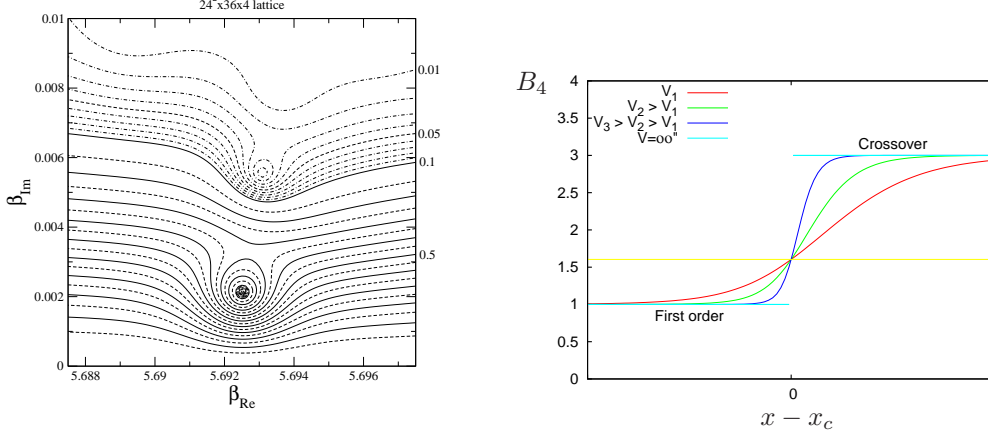 24 x36x4 lattice
0.01
0.008
0.006
0.004
0.002
0
β_Im
0.01
0.05
0.1
0.5
5.688
5.69
5.692
5.694
5.696
β_Re
B_4
4
3.5
3
2.5
2
1.5
1
0.5
0
V_1
V_2 > V_1
V_3 > V_2 > V_1
V=oo"
Crossover
First order
0
x − x_c